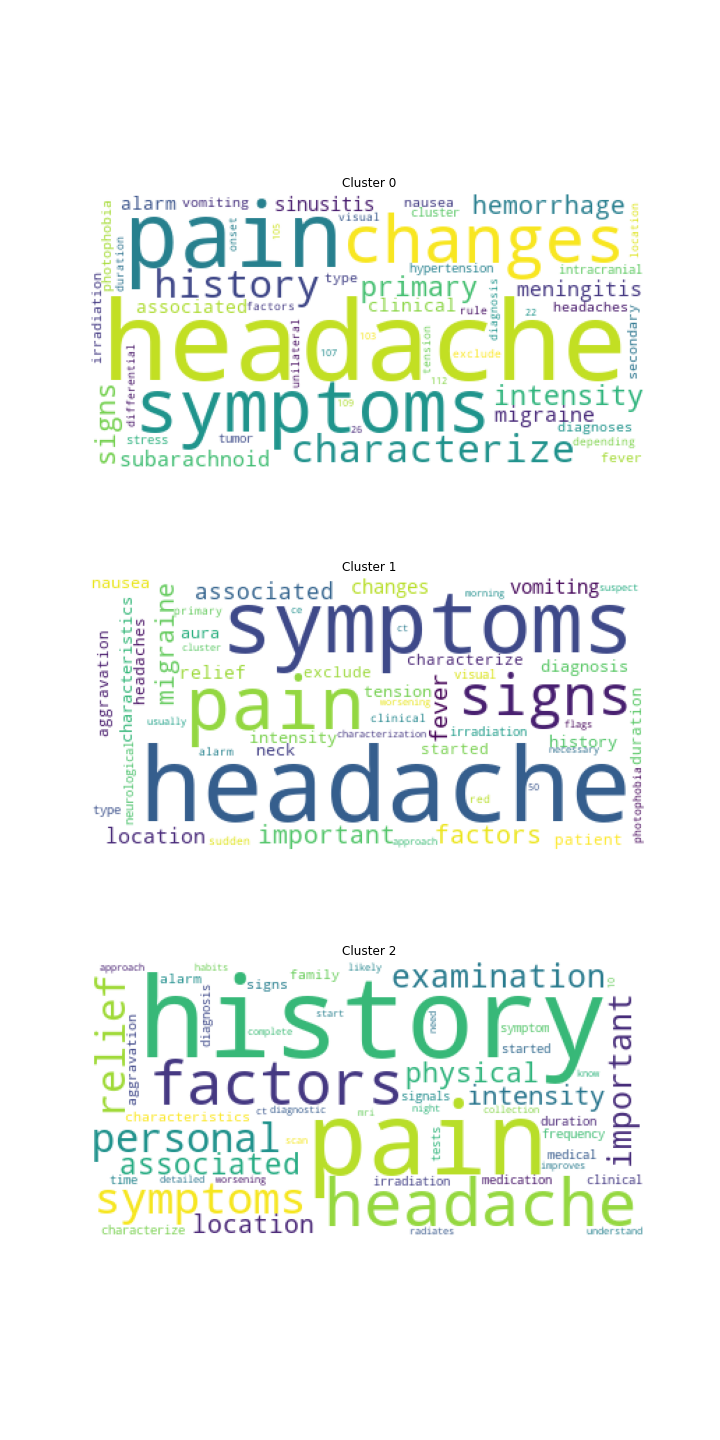 Cluster 0
alarm vomiting sinusitis nausea hemorrhage
photophobia duration pain onset 105 visual cluster changes location
hypertension intracranial
irradiation history type primary diagnosis meningitis
associated factors clinical rule 22 headaches secondary
headache
differential unilateral 107 103 tension exclude
112
signs symptoms 109 26 intensity
migraine
stress tumor characterize diagnoses
depending
subarachnoid fever
Cluster 1
nausea associated changes morning vomiting suspect
characteristics migraine primary ce symptoms ct
aggravation headaches aura
cluster characterize diagnosis
relief exclude visual
pain tension fever signs duration
worsening
usually clinical flags
intensity characterization irradiation history
neurological alarm neck started necessary
headache 50 photophobia
type red
location sudden important approach factors patient
Cluster 2
approach habits likely
relief alarm signs family examination 10
history
aggravation diagnosis complete start need symptom important
started
factors physical know
signals intensity
characteristics ct diagnostic mri night collection
personal scan pain tests duration
frequency
associated medical
improves
time detailed worsening irradiation medication clinical
symptoms headache
location
characterize radiates understand